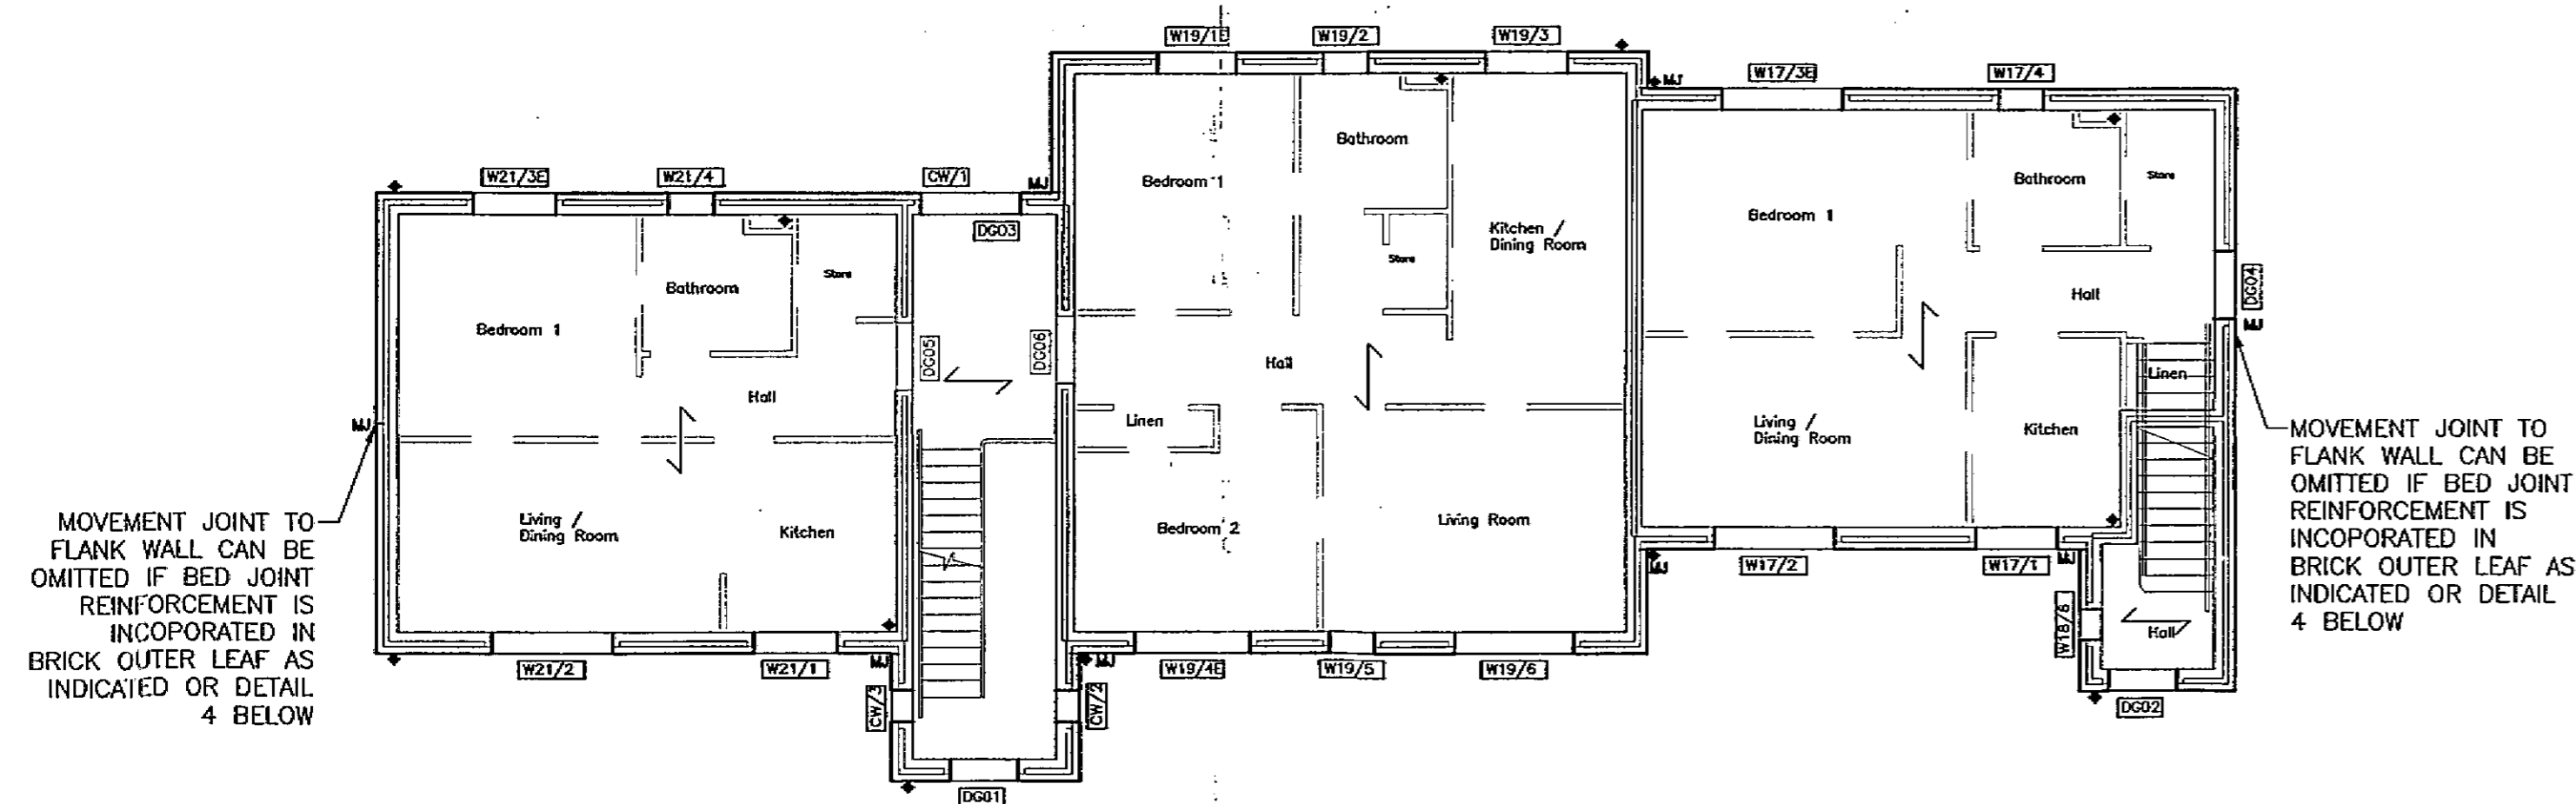 W19/1E
W19/2
W19/3
MJ
W17/3E
W17/4
W21/3E
W21/4
CW/1
MJ
DG03
Bedroom 1
Bathroom
Store
Hall
Living /
Dining Room
Kitchen
DG05
DG06
Bedroom 1
Bathroom
Kitchen /
Dining Room
Store
Hall
Linen
Bedroom 2
Living Room
Bedroom 1
Bathroom
Store
Hall
Living /
Dining Room
Kitchen
Linen
Hall
DG04
MJ
MJ
MOVEMENT JOINT TO
FLANK WALL CAN BE
OMITTED IF BED JOINT
REINFORCEMENT IS
INCOPORATED IN
BRICK OUTER LEAF AS
INDICATED OR DETAIL
4 BELOW
MOVEMENT JOINT TO
FLANK WALL CAN BE
OMITTED IF BED JOINT
REINFORCEMENT IS
INCOPORATED IN
BRICK OUTER LEAF AS
INDICATED OR DETAIL
4 BELOW
W21/2
W21/1
MJ
CW/3
CW/2
MJ
W19/4E
W19/5
W19/6
MJ
W17/2
W17/1
MJ
W18/6
DG02
DG01